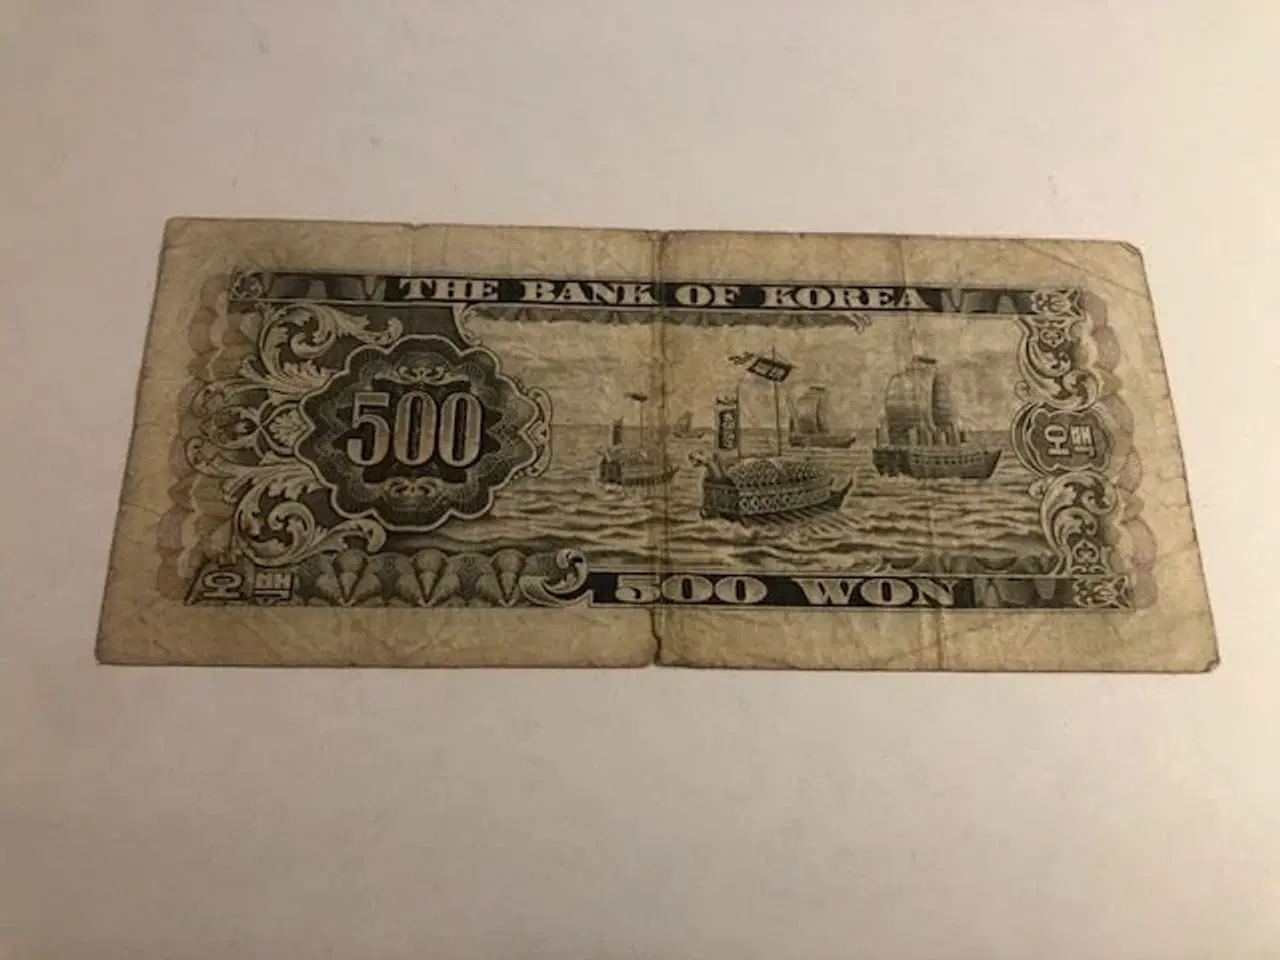 THE BANK OF KOREA
500
오백
오백
500 WON